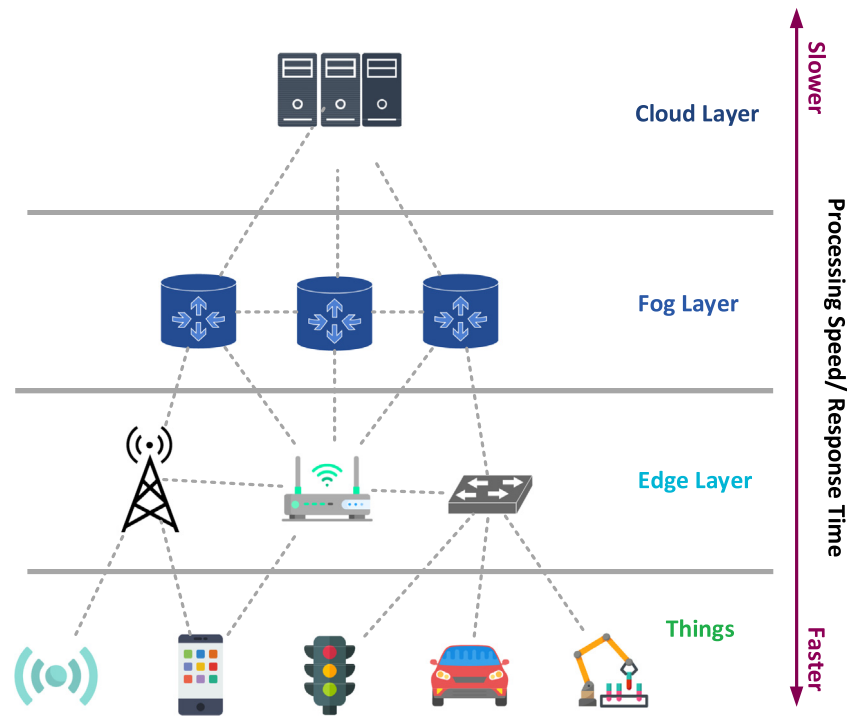 Slower
Cloud Layer
Processing Speed/ Response Time
Fog Layer
Edge Layer
Things
Faster